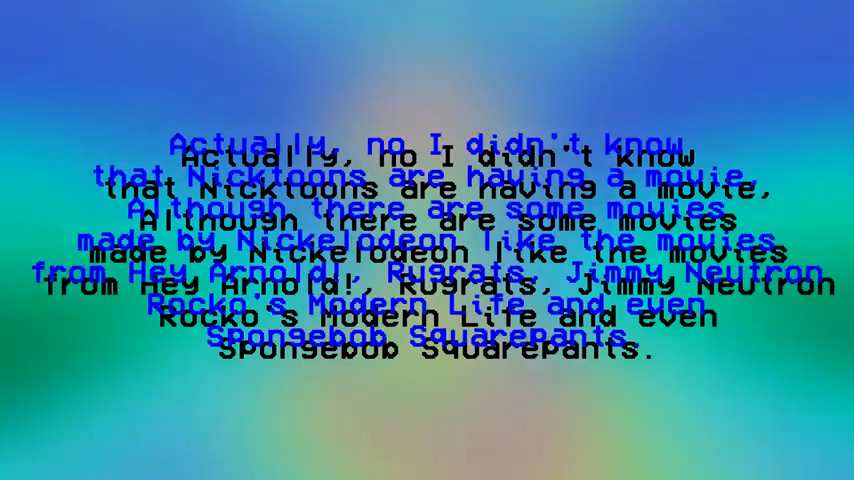 Actually, no I didn't know
that Nicktoons are having a movie,
Although there are some movies
made by Nickelodeon like the movies
from Hey Arnold!, Rugrats, Jimmy Neutron
Rocko's Modern Life and even
Spongebob Squarepants.